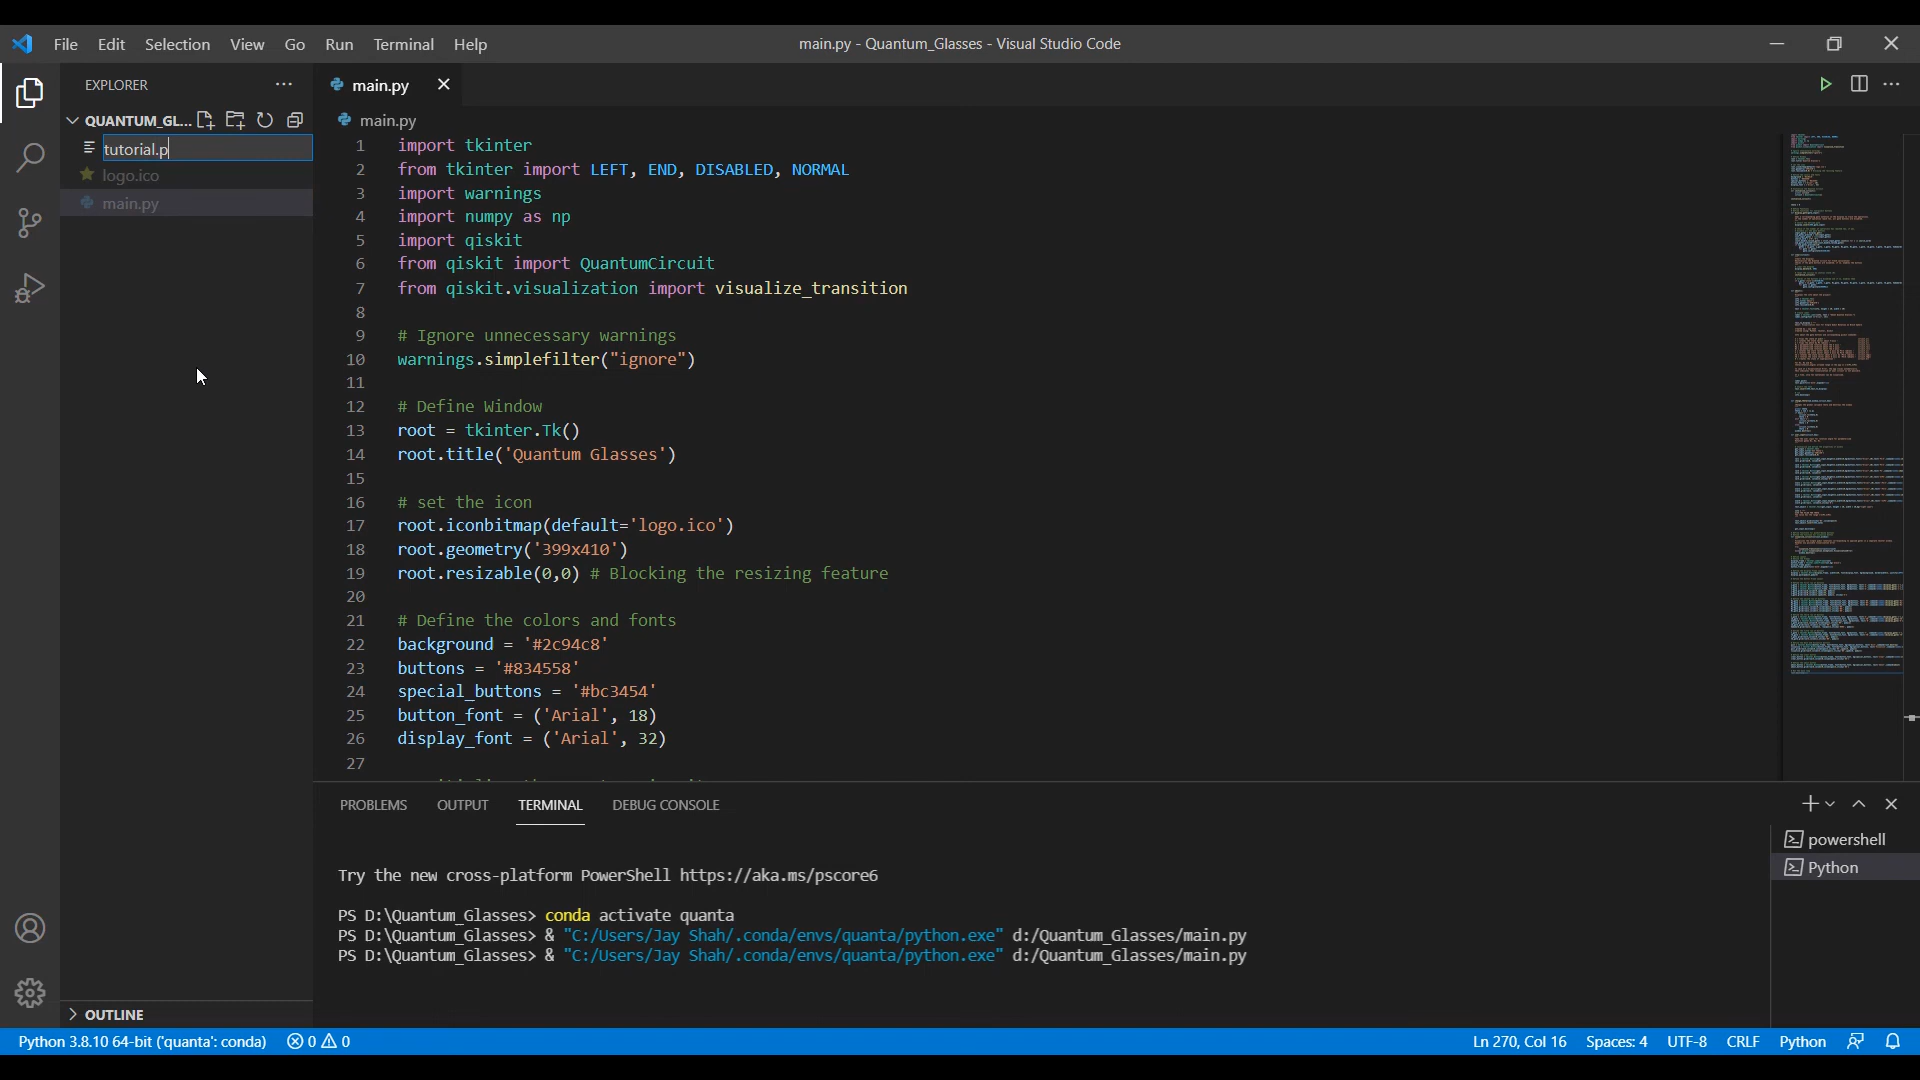 File Edit Selection View Go Run Terminal Help
main.py - Quantum_Glasses - Visual Studio Code
EXPLORER
QUANTUM_GL...
tutorial.p
logo.ico
main.py
main.py
main.py
1 import tkinter
2 from tkinter import LEFT, END, DISABLED, NORMAL
3 import warnings
4 import numpy as np
5 import qiskit
6 from qiskit import QuantumCircuit
7 from qiskit.visualization import visualize_transition
8
9 # Ignore unnecessary warnings
10 warnings.simplefilter("ignore")
11
12 # Define Window
13 root = tkinter.Tk()
14 root.title('Quantum Glasses')
15
16 # set the icon
17 root.iconbitmap(default='logo.ico')
18 root.geometry('399x410')
19 root.resizable(0,0) # Blocking the resizing feature
20
21 # Define the colors and fonts
22 background = '#2c94c8'
23 buttons = '#834558'
24 special_buttons = '#bc3454'
25 button_font = ('Arial', 18)
26 display_font = ('Arial', 32)
27
PROBLEMS OUTPUT TERMINAL DEBUG CONSOLE
Try the new cross-platform PowerShell https://aka.ms/pscore6
PS D:\Quantum_Glasses> conda activate quanta
PS D:\Quantum_Glasses> & "C:/Users/Jay Shah/.conda/envs/quanta/python.exe" d:/Quantum_Glasses/main.py
PS D:\Quantum_Glasses> & "C:/Users/Jay Shah/.conda/envs/quanta/python.exe" d:/Quantum_Glasses/main.py
powershell
Python
OUTLINE
Python 3.8.10 64-bit ('quanta': conda) 0 0
Ln 270, Col 16 Spaces: 4 UTF-8 CRLF Python